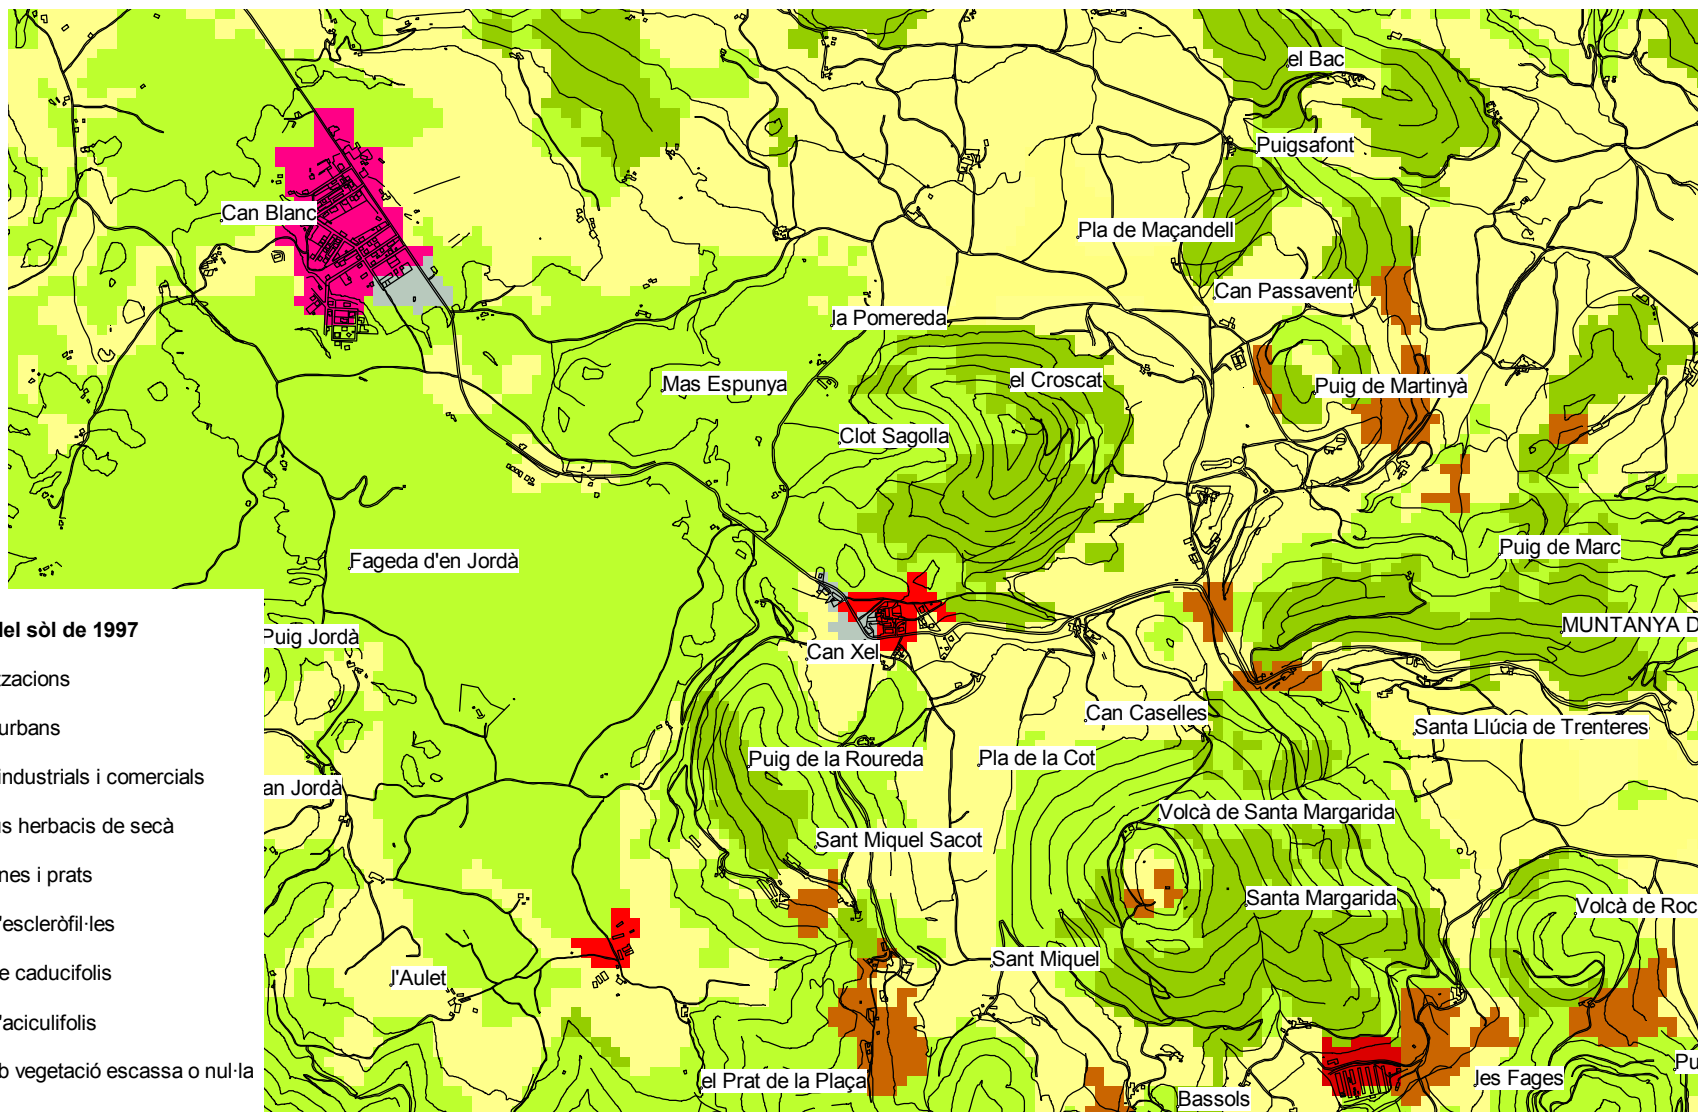 el Bac
Puigsafont
Can Blanc
Pla de Maçandell
Can Passavent
la Pomereda
Mas Espunya
el Croscat
Puig de Martinyà
Clot Sagolla
Fageda d'en Jordà
Puig de Marc
del sòl de 1997
Puig Jordà
MUNTANYA D
Can Xel
tzacions
Can Caselles
urbans
Santa Llúcia de Trenteres
Puig de la Roureda
Pla de la Cot
industrials i comercials
an Jordà
Volcà de Santa Margarida
us herbacis de secà
Sant Miquel Sacot
nes i prats
Santa Margarida
Volcà de Roc
'escleròfil·les
Sant Miquel
e caducifolis
l'Aulet
'aciculifolis
b vegetació escassa o nul·la
el Prat de la Plaça
les Fages
Pu
Bassols